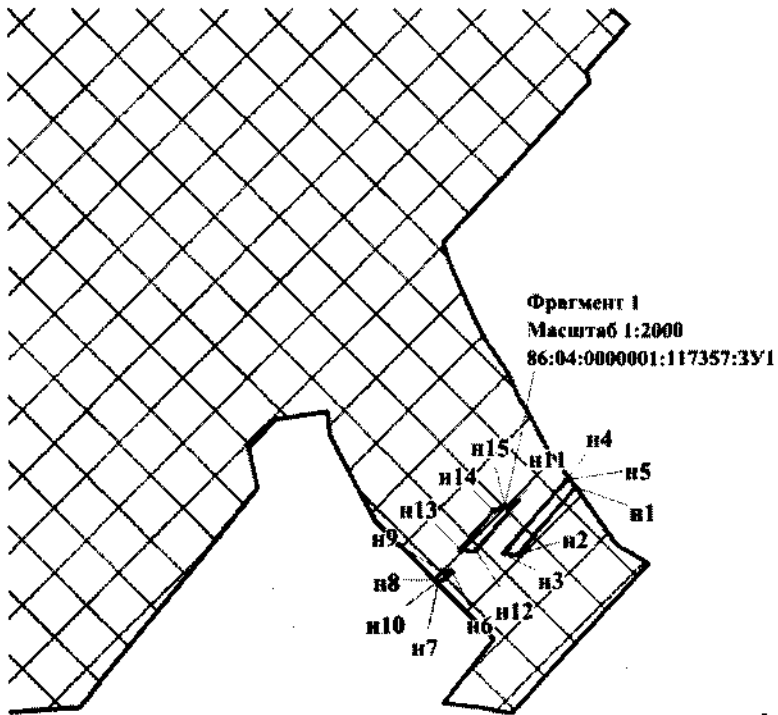 Фрагмент 1
Масштаб 1:2000
86:04:0000001:117357:ЗУ1
н4
н15
н11
н5
н14
н1
н13
н2
н9
н3
н8
н12
н10
н6
н7